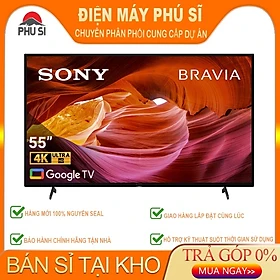 PHU SI
ĐIỆN MÁY PHÚ SĨ
CHUYÊN PHÂN PHỐI CUNG CẤP DỰ ÁN
SONY
BRAVIA
55"
4K ULTRA HD
Google TV
HÀNG MỚI 100% NGUYÊN SEAL
GIAO HÀNG LẮP ĐẶT CÙNG LÚC
BẢO HÀNH CHÍNH HÃNG TẬN NHÀ
HỖ TRỢ KỸ THUẬT SUỐT THỜI GIAN SỬ DỤNG
BÁN SỈ TẠI KHO
TRẢ GÓP 0%
MUA NGAY>